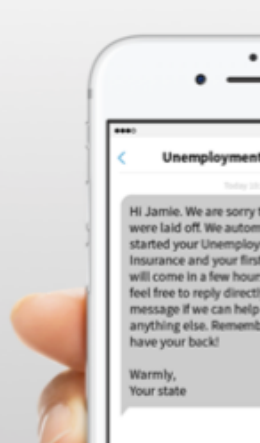 Unemployment
Today 10
Hi Jamie. We are sorry
were laid off. We autom
started your Unemploy
Insurance and your first
will come in a few hour
feel free to reply direct
message if we can help
anything else. Rememb
have your back!
Warmly,
Your state